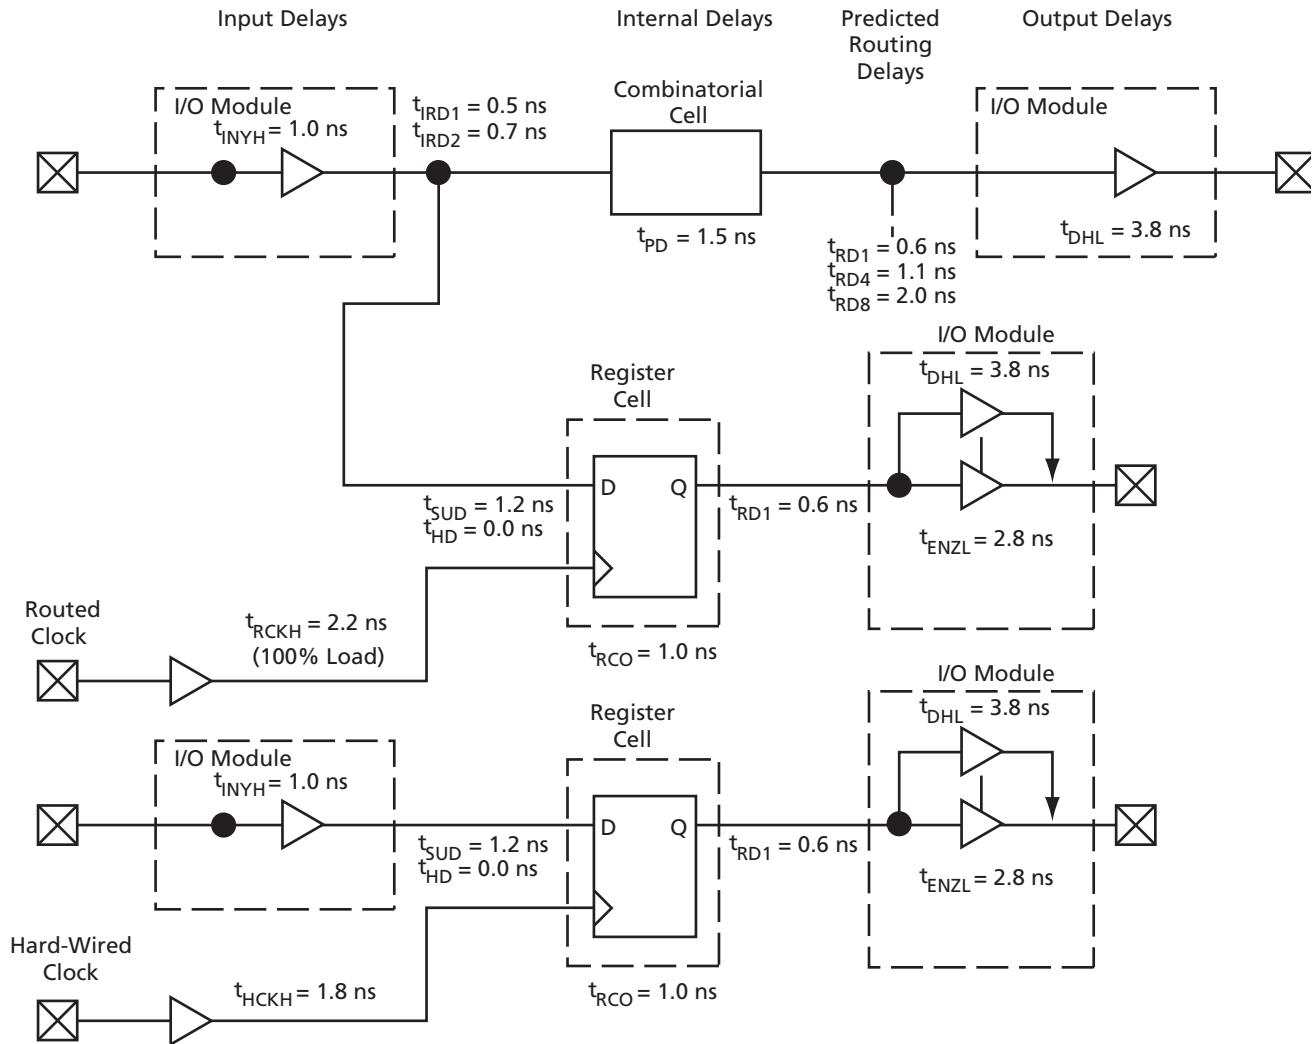 Input Delays
Internal Delays
Predicted
Routing
Delays
Output Delays
I/O Module
tINYH = 1.0 ns
tIRD1 = 0.5 ns
tIRD2 = 0.7 ns
Combinatorial
Cell
tPD = 1.5 ns
I/O Module
tDHL = 3.8 ns
tRD1 = 0.6 ns
tRD4 = 1.1 ns
tRD8 = 2.0 ns
Register
Cell
I/O Module
tDHL = 3.8 ns
D
Q
tSUD = 1.2 ns
tHD = 0.0 ns
tRD1 = 0.6 ns
tENZL = 2.8 ns
Routed
Clock
tRCKH = 2.2 ns
(100% Load)
tRCO = 1.0 ns
Register
Cell
I/O Module
tDHL = 3.8 ns
I/O Module
tINYH = 1.0 ns
D
Q
tSUD = 1.2 ns
tHD = 0.0 ns
tRD1 = 0.6 ns
tENZL = 2.8 ns
Hard-Wired
Clock
tHCKH = 1.8 ns
tRCO = 1.0 ns